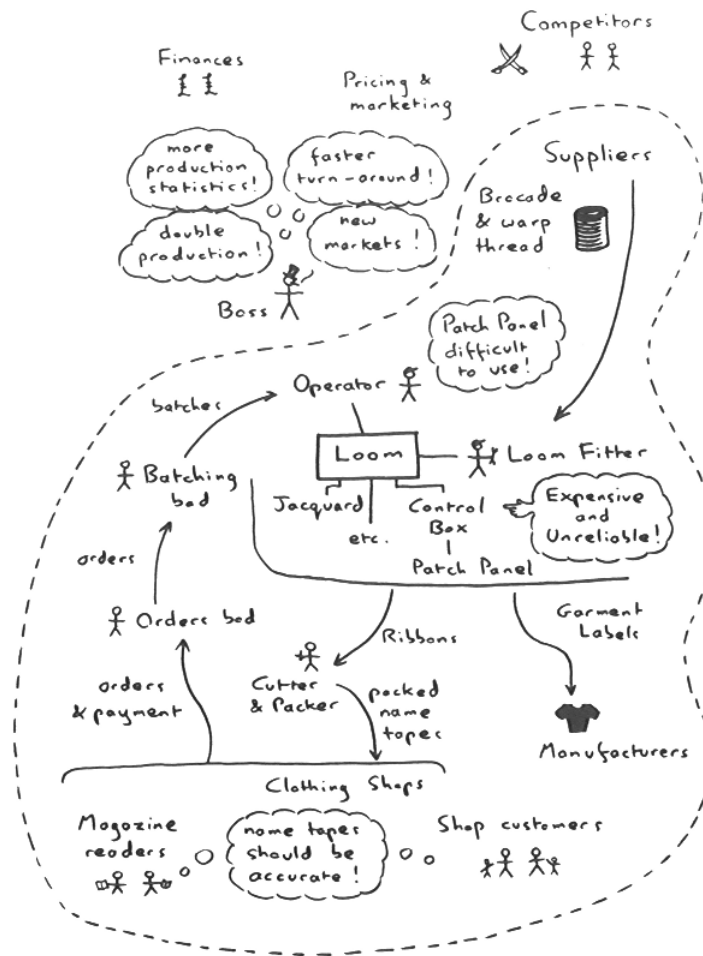 Competitors
Finances
Pricing &
marketing
more
production
statistics!
faster
turn-around!
double
production!
new
markets!
Boss
Suppliers
Brocade
& warp
thread
Patch Panel
difficult
to use!
Operator
batches
Loom
Loom Fitter
Batching
bod
Jacquard
etc.
Control
Box
Patch Panel
Expensive
and
Unreliable!
orders
Orders bod
Ribbons
Garment
Labels
orders
& payment
Cutter
& Packer
packed
name
tapes
Manufacturers
Clothing Shops
Magazine
readers
name tapes
should be
accurate!
Shop customers